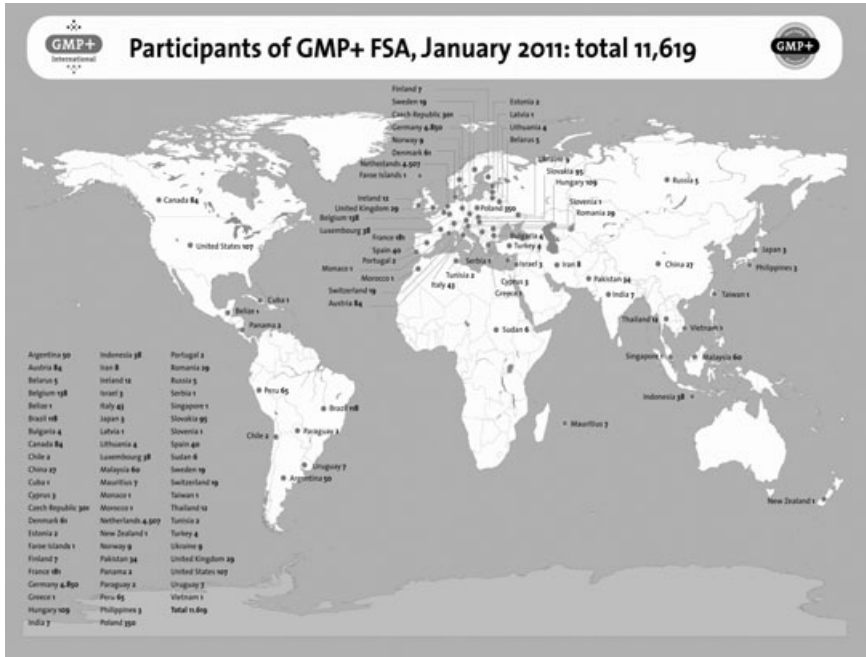 GMP+
International
Participants of GMP+ FSA, January 2011: total 11,619
GMP+
Finland 7
Sweden 19
Czech Republic 301
Germany 4.850
Norway 9
Denmark 61
Netherlands 4.507
Faroe Islands 1
Estonia 2
Latvia 1
Lithuania 4
Belarus 5
Ukraine 9
Slovakia 95
Hungary 109
Slovenia 1
Romania 29
Ireland 12
United Kingdom 29
Belgium 138
Luxembourg 38
France 181
Spain 40
Portugal 2
Monaco 1
Morocco 1
Switzerland 19
Austria 84
Poland 350
Bulgaria 4
Turkey 4
Serbia 1
Tunisia 2
Italy 43
Israel 3
Cyprus 3
Greece 1
Canada 84
United States 107
Cuba 1
Belize 1
Panama 2
Peru 65
Brazil 118
Chile 2
Paraguay 2
Uruguay 7
Argentina 50
Russia 5
Iran 8
Pakistan 34
India 7
China 27
Japan 3
Philippines 3
Taiwan 1
Thailand 12
Vietnam 1
Singapore 1
Malaysia 60
Indonesia 38
Sudan 6
Mauritius 7
New Zealand 1
Argentina 50
Austria 84
Belarus 5
Belgium 138
Belize 1
Brazil 118
Bulgaria 4
Canada 84
Chile 2
China 27
Cuba 1
Cyprus 3
Czech Republic 301
Denmark 61
Estonia 2
Faroe Islands 1
Finland 7
France 181
Germany 4.850
Greece 1
Hungary 109
India 7
Indonesia 38
Iran 8
Ireland 12
Israel 3
Italy 43
Japan 3
Latvia 1
Lithuania 4
Luxembourg 38
Malaysia 60
Mauritius 7
Monaco 1
Morocco 1
Netherlands 4.507
New Zealand 1
Norway 9
Pakistan 34
Panama 2
Paraguay 2
Peru 65
Philippines 3
Poland 350
Portugal 2
Romania 29
Russia 5
Serbia 1
Singapore 1
Slovakia 95
Slovenia 1
Spain 40
Sudan 6
Sweden 19
Switzerland 19
Taiwan 1
Thailand 12
Tunisia 2
Turkey 4
Ukraine 9
United Kingdom 29
United States 107
Uruguay 7
Vietnam 1
Total 11.619